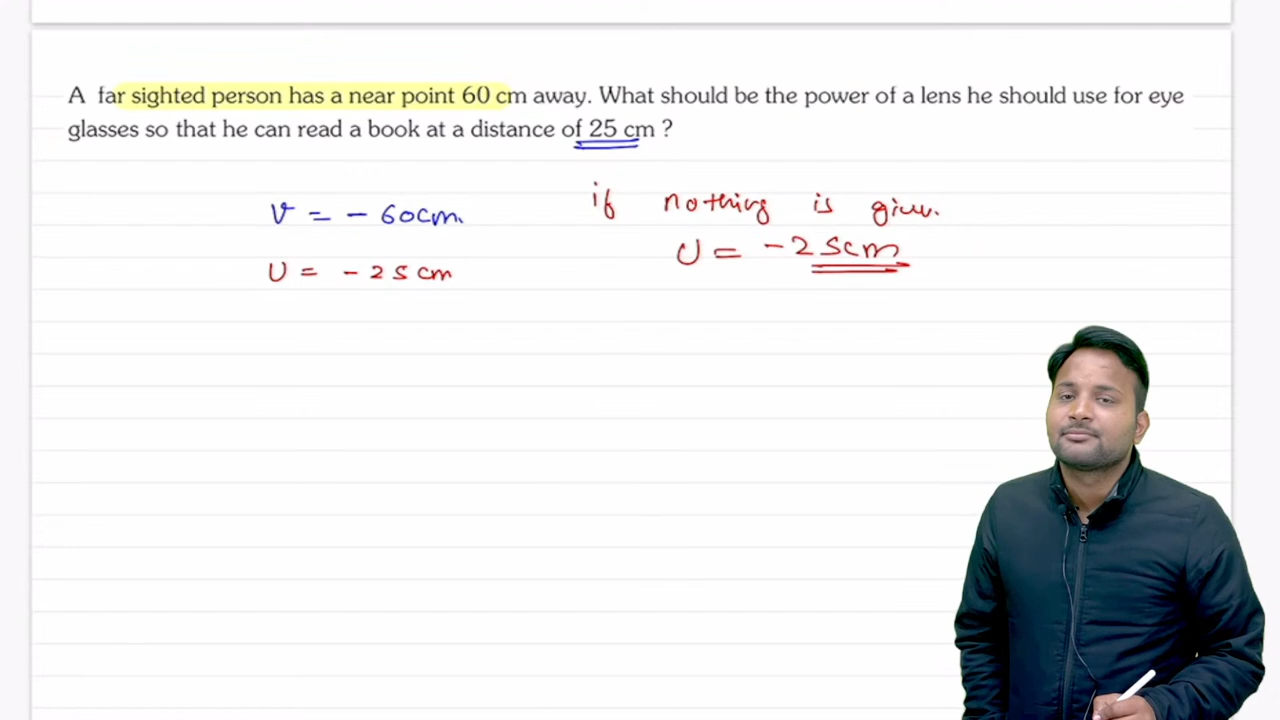 A far sighted person has a near point 60 cm away. What should be the power of a lens he should use for eye
glasses so that he can read a book at a distance of 25 cm ?
v = - 60cm.
if nothing is given.
u = - 25cm
u = - 25 cm